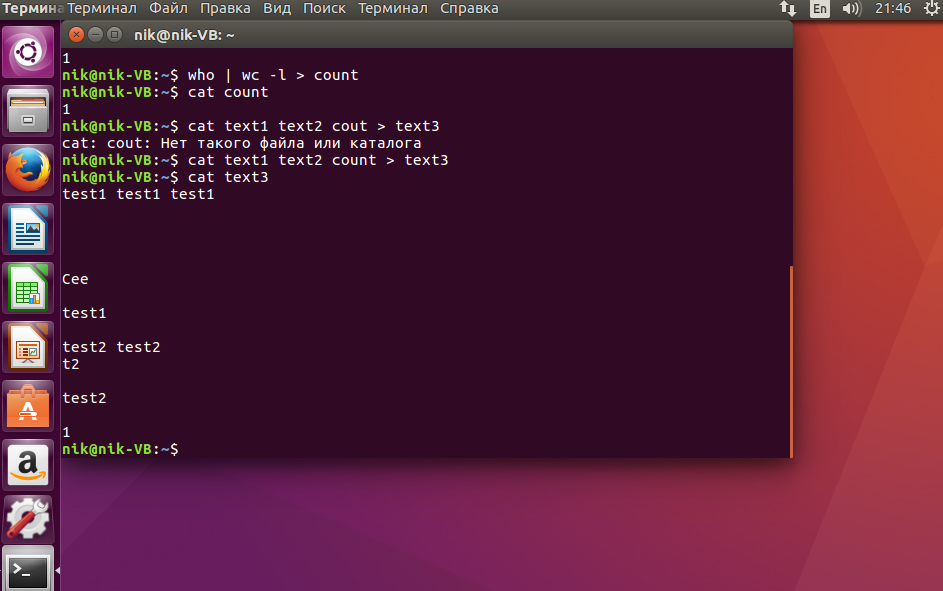 Термина Терминал Файл Правка Вид Поиск Терминал Справка En 21:46
nik@nik-VB: ~
1
nik@nik-VB:~$ who | wc -l > count
nik@nik-VB:~$ cat count
1
nik@nik-VB:~$ cat text1 text2 cout > text3
cat: cout: Нет такого файла или каталога
nik@nik-VB:~$ cat text1 text2 count > text3
nik@nik-VB:~$ cat text3
test1 test1 test1
Cee
test1
test2 test2
t2
test2
1
nik@nik-VB:~$